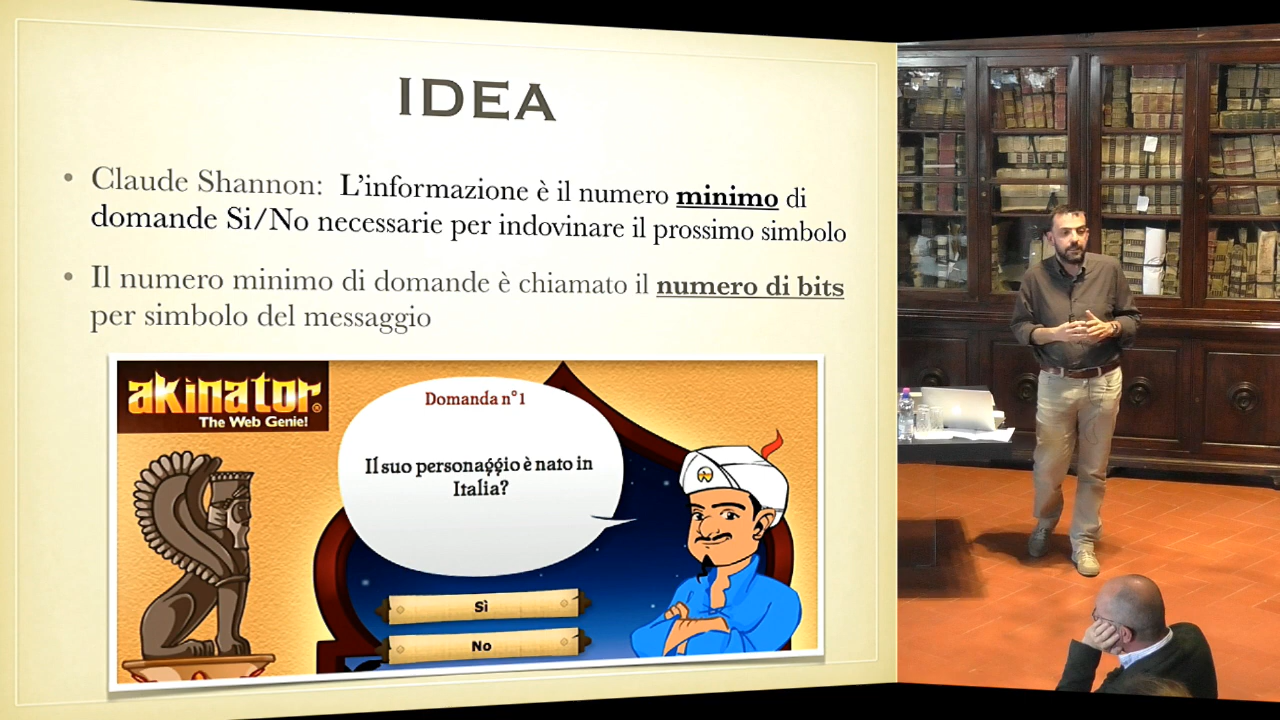 IDEA
• Claude Shannon: L'informazione è il numero minimo di
domande Si/No necessarie per indovinare il prossimo simbolo
• Il numero minimo di domande è chiamato il numero di bits
per simbolo del messaggio
akinator®
The Web Genie!
Domanda n° 1
Il suo personaggio è nato in
Italia?
Sì
No